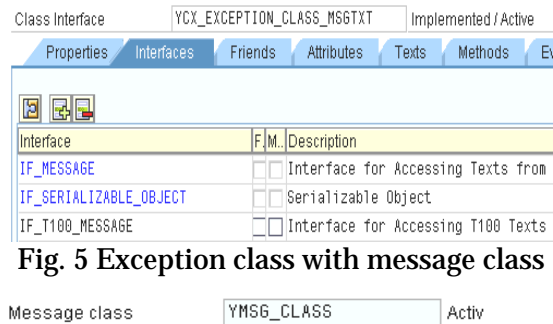 Class Interface YCX_EXCEPTION_CLASS_MSGTXT Implemented / Active
Properties Interfaces Friends Attributes Texts Methods Ev
Interface F. M.. Description
IF_MESSAGE Interface for Accessing Texts from
IF_SERIALIZABLE_OBJECT Serializable Object
IF_T100_MESSAGE Interface for Accessing T100 Texts
Fig. 5 Exception class with message class
Message class YMSG_CLASS Activ